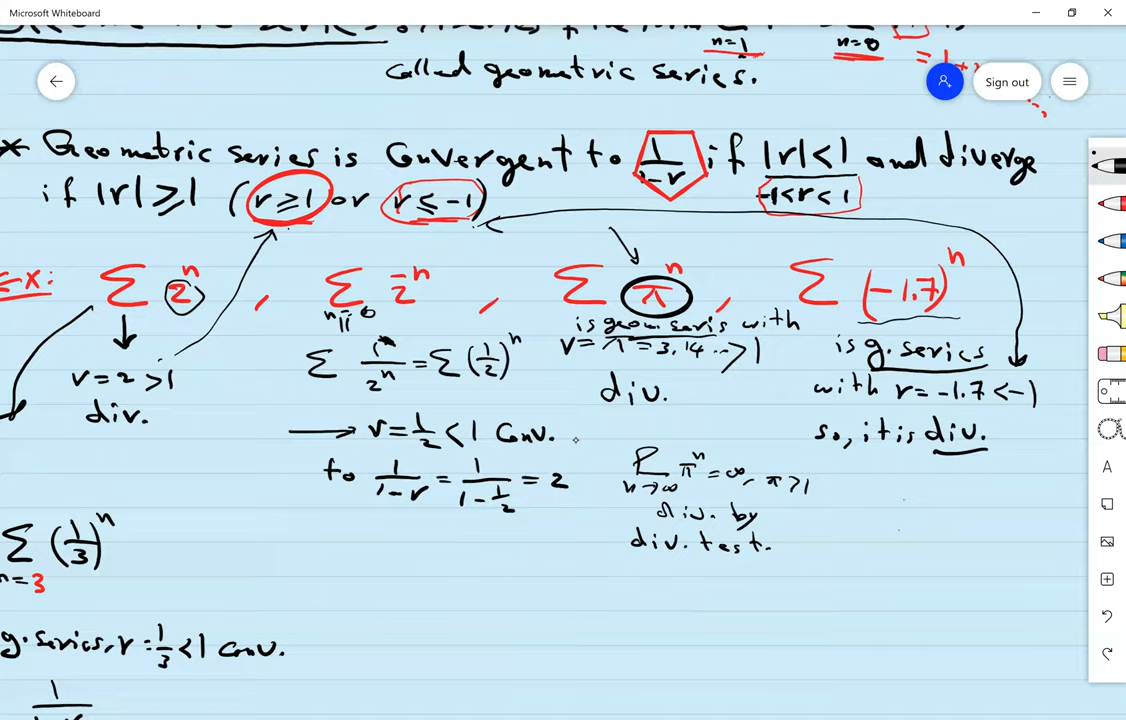 Microsoft Whiteboard
n=1 n=0 = 1+x
called geometric series.
Sign out
* Geometric series is Convergent to 1/(1-r) if |r|<1 and diverge
if |r| ≥ 1 (r ≥ 1 or r ≤ -1) -1<r<1
Ex: ∑ 2^n , ∑_{n=0} 2^{-n} , ∑ π^n , ∑ (-1.7)^n
r = 2 > 1
div.
∑ 1^n/2^n = ∑ (1/2)^n
→ r = 1/2 < 1 Conv.
to 1/(1-r) = 1/(1-1/2) = 2
is geom seris with
r = π = 3.14... > 1
div.
n→∞ π^n = ∞, π>1
div. by
div. test.
is g. series
with r = -1.7 < -1
so, it is div.
∑_{n=3} (1/3)^n
g. series, r = 1/3 < 1 conv.
1
A